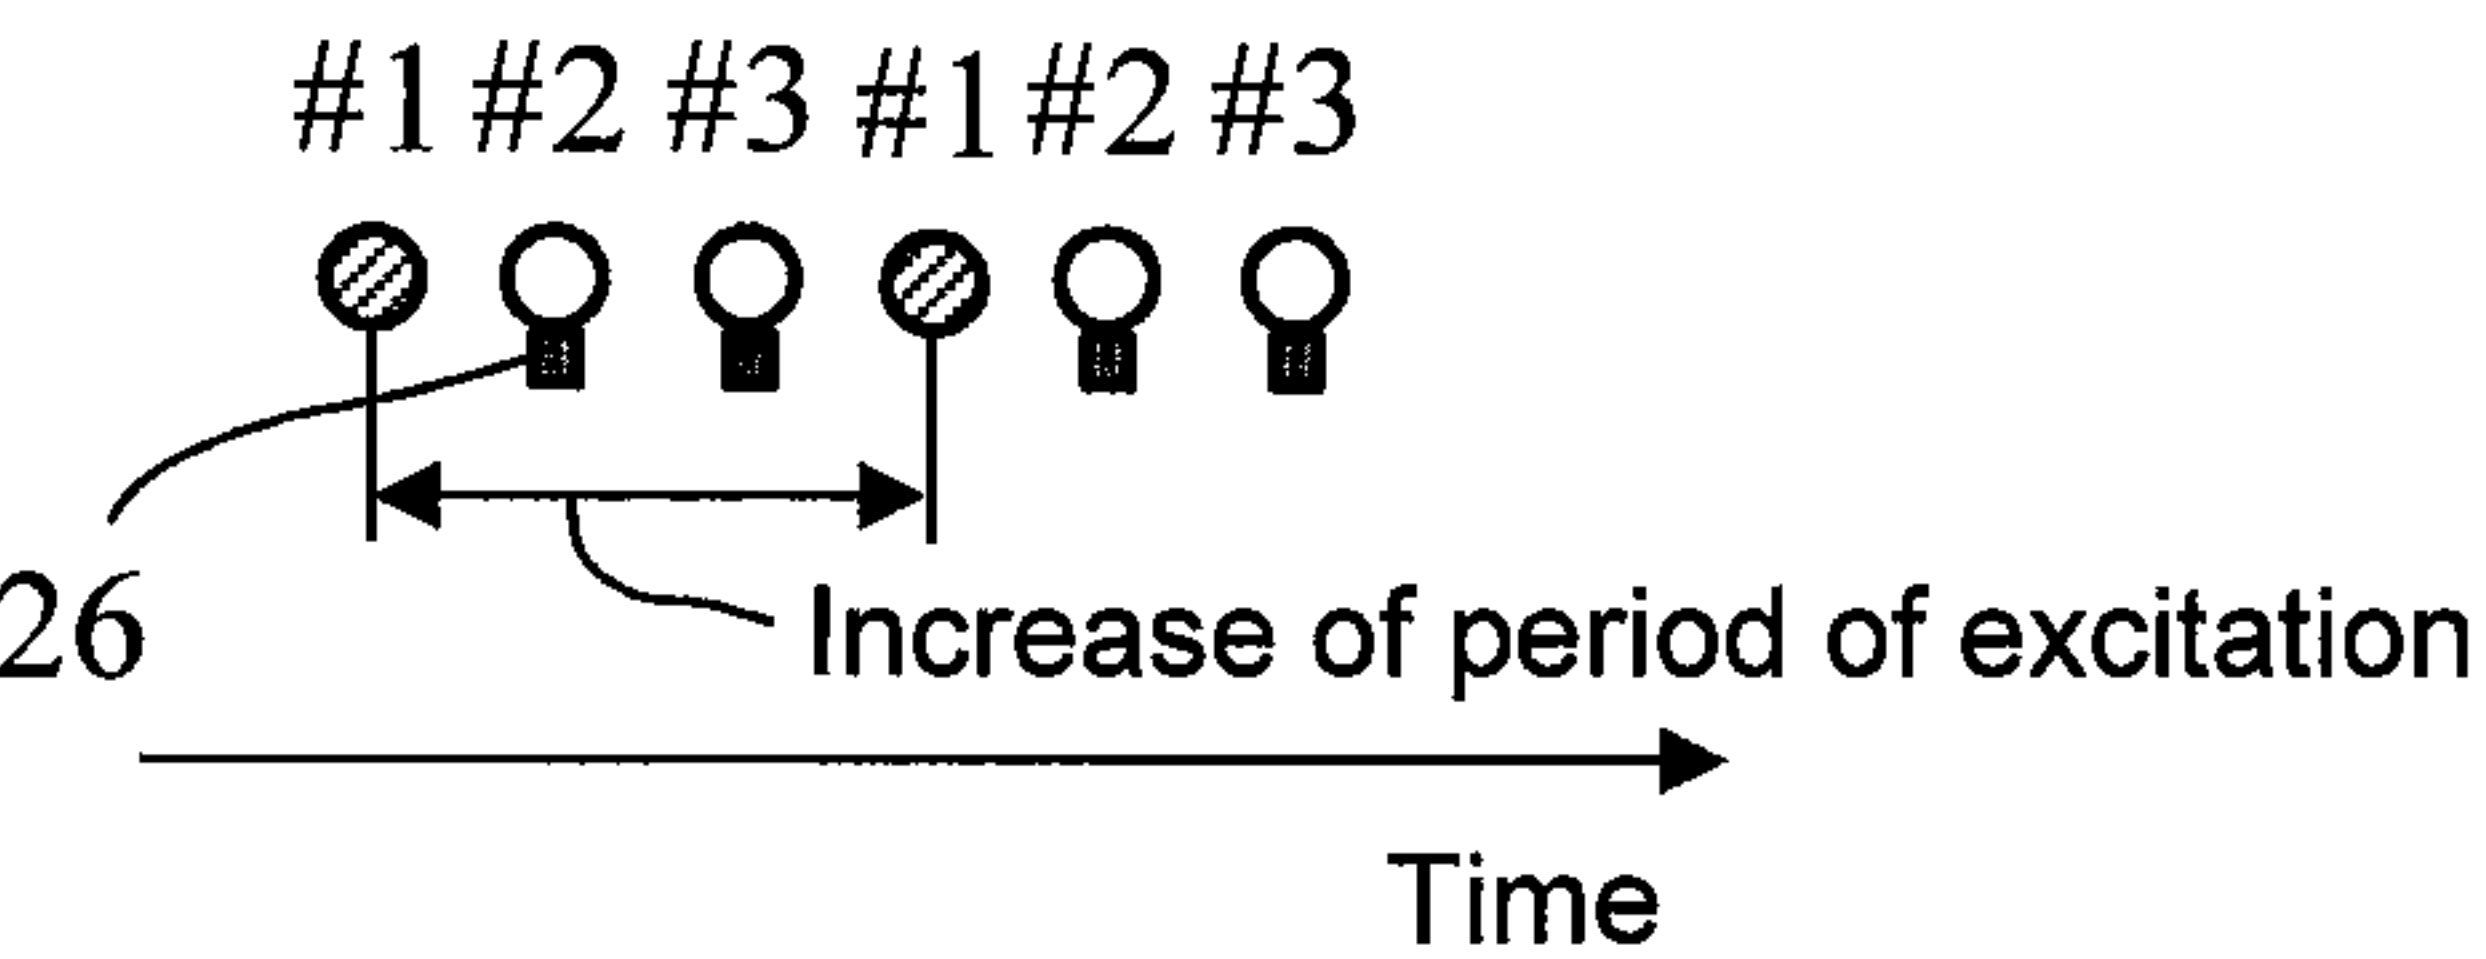 #1 #2 #3 #1 #2 #3
26
Increase of period of excitation
Time